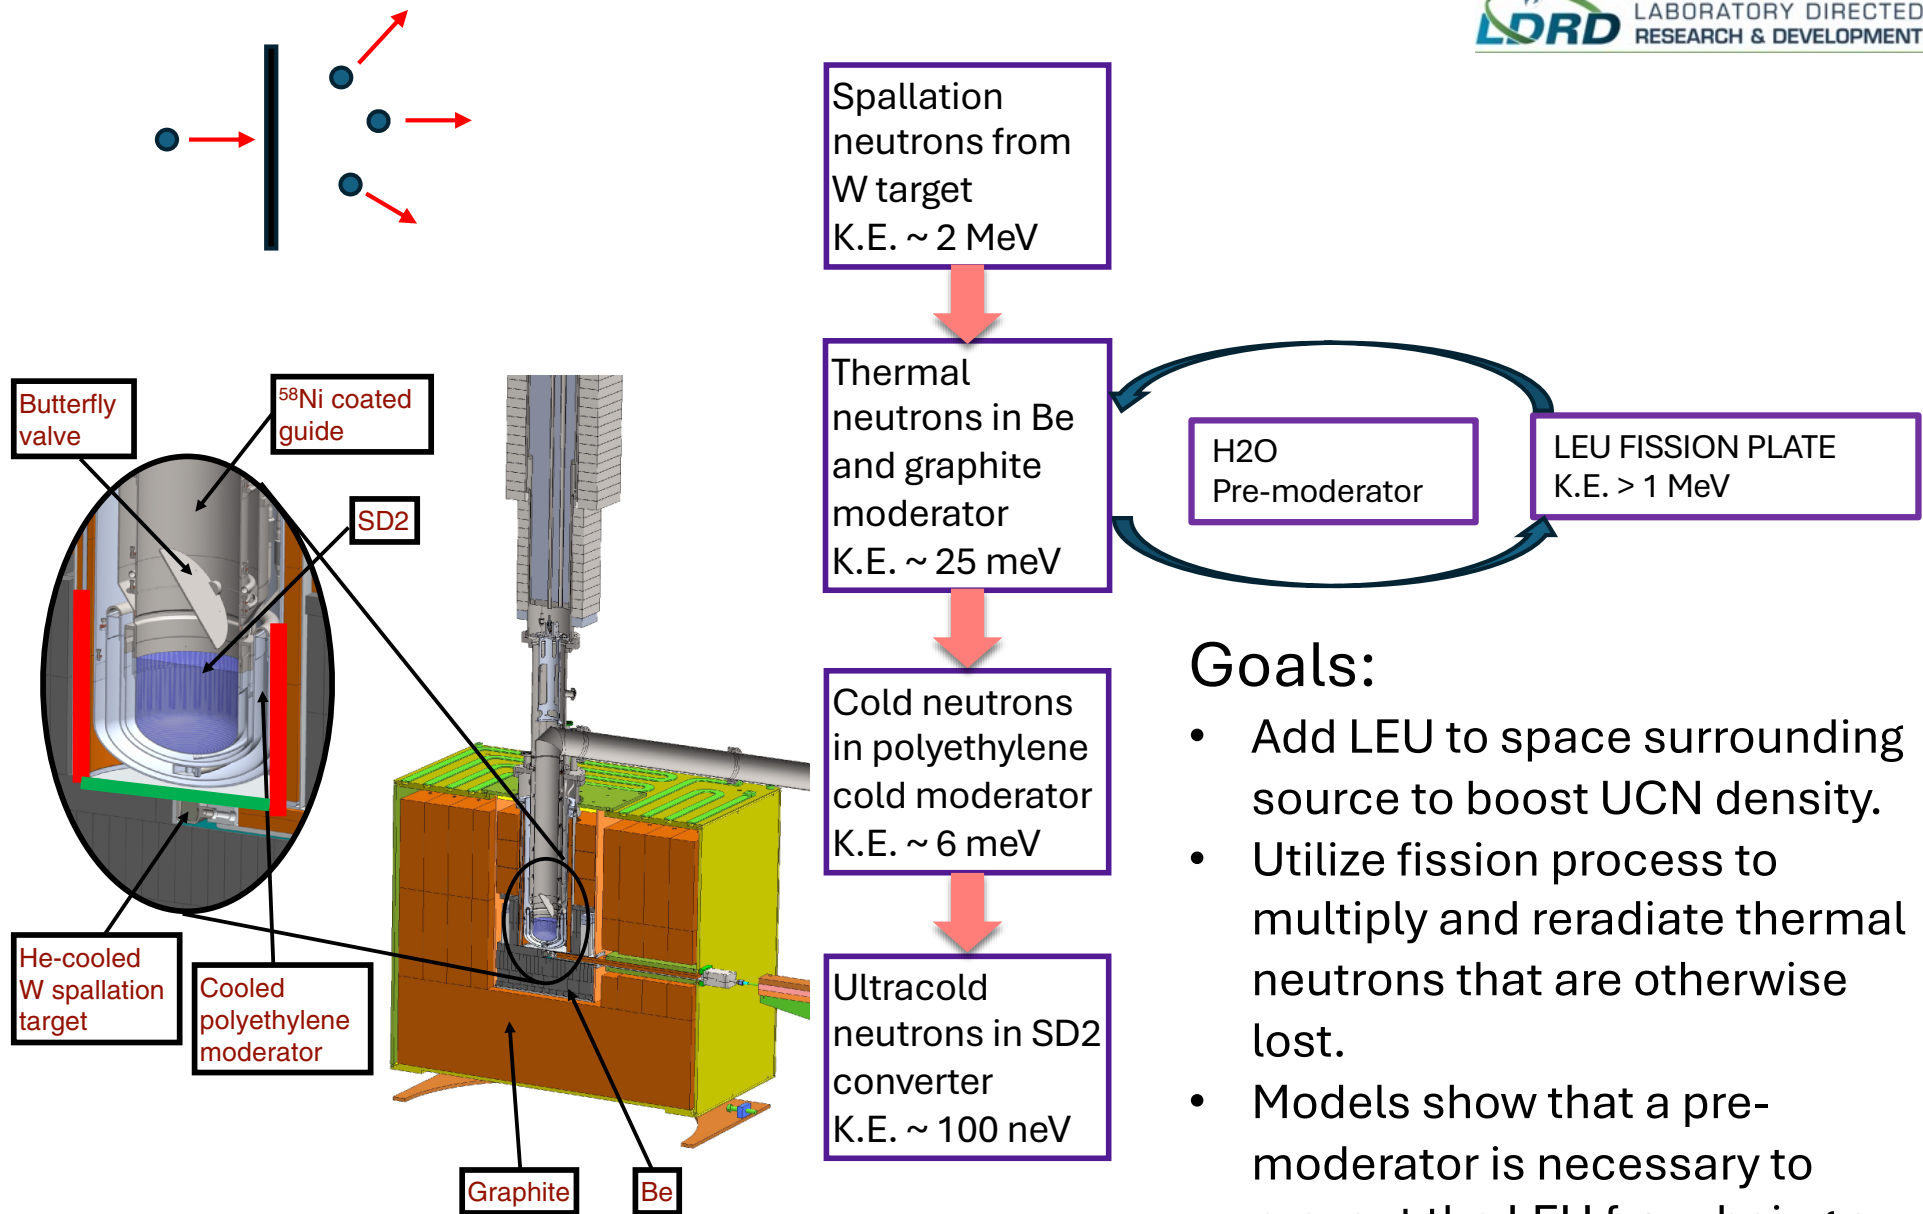 LDRD
LABORATORY DIRECTED
RESEARCH & DEVELOPMENT
Spallation
neutrons from
W target
K.E. ~ 2 MeV
Thermal
neutrons in Be
and graphite
moderator
K.E. ~ 25 meV
H2O
Pre-moderator
LEU FISSION PLATE
K.E. > 1 MeV
Cold neutrons
in polyethylene
cold moderator
K.E. ~ 6 meV
Ultracold
neutrons in SD2
converter
K.E. ~ 100 neV
Butterfly
valve
⁵⁸Ni coated
guide
SD2
He-cooled
W spallation
target
Cooled
polyethylene
moderator
Graphite
Be
Goals:
• Add LEU to space surrounding
source to boost UCN density.
• Utilize fission process to
multiply and reradiate thermal
neutrons that are otherwise
lost.
• Models show that a pre-
moderator is necessary to